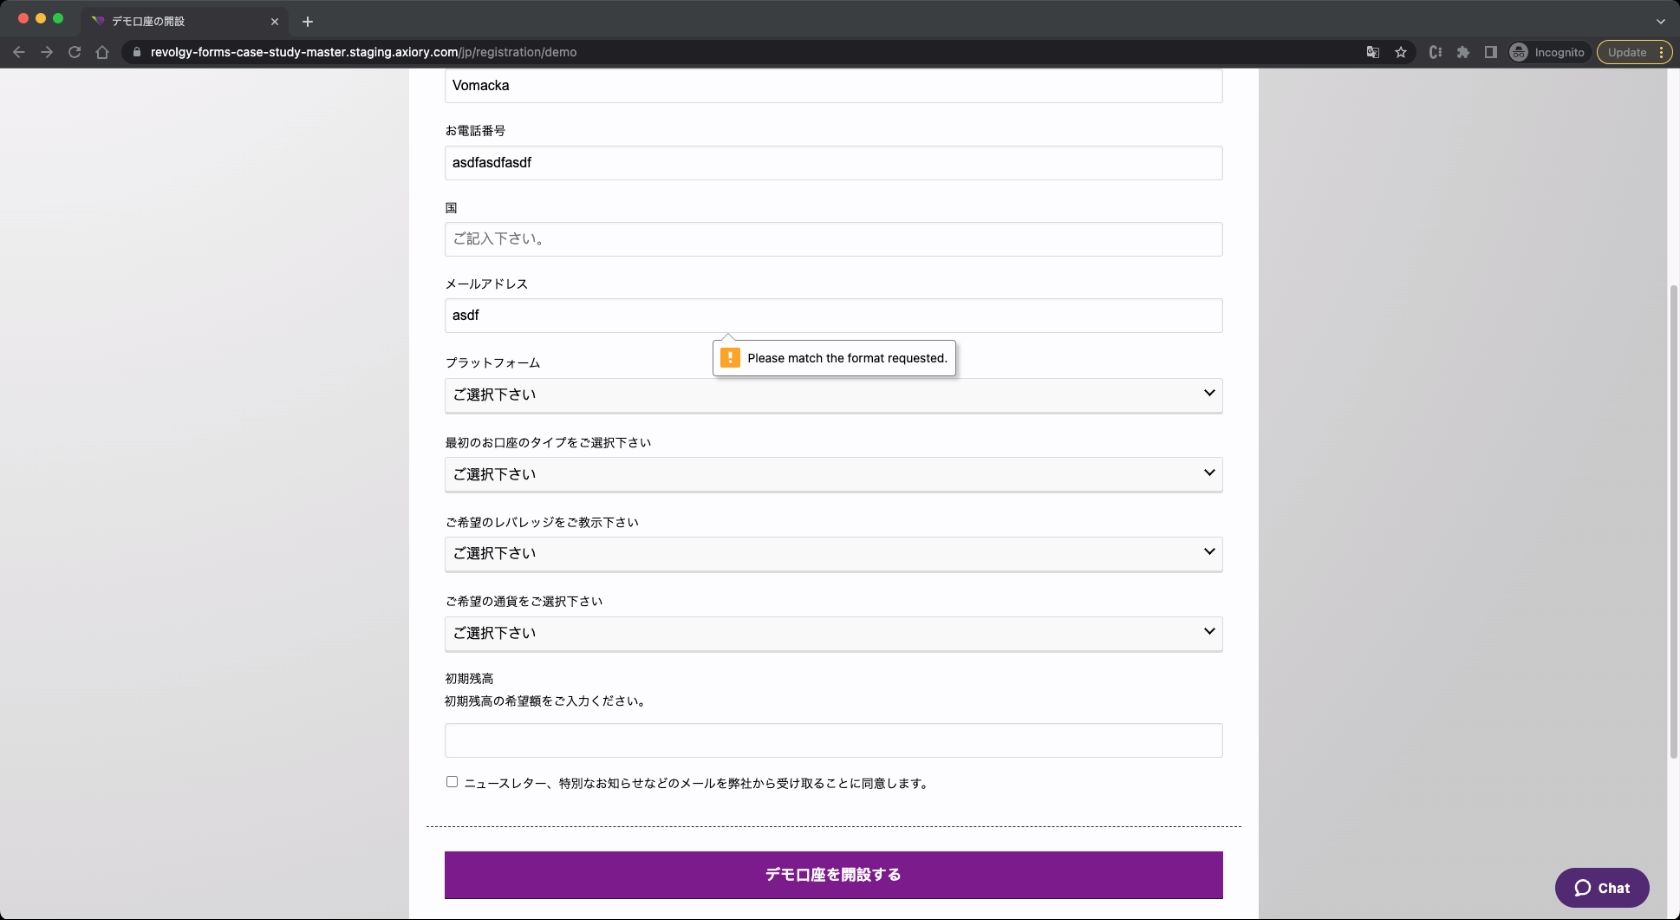 デモ口座の開設
revolgy-forms-case-study-master.staging.axiory.com/jp/registration/demo
Incognito
Update
Vomacka
お電話番号
asdfasdfasdf
国
ご記入下さい。
メールアドレス
asdf
Please match the format requested.
プラットフォーム
ご選択下さい
最初のお口座のタイプをご選択下さい
ご選択下さい
ご希望のレバレッジをご教示下さい
ご選択下さい
ご希望の通貨をご選択下さい
ご選択下さい
初期残高
初期残高の希望額をご入力ください。
ニュースレター、特別なお知らせなどのメールを弊社から受け取ることに同意します。
デモ口座を開設する
Chat